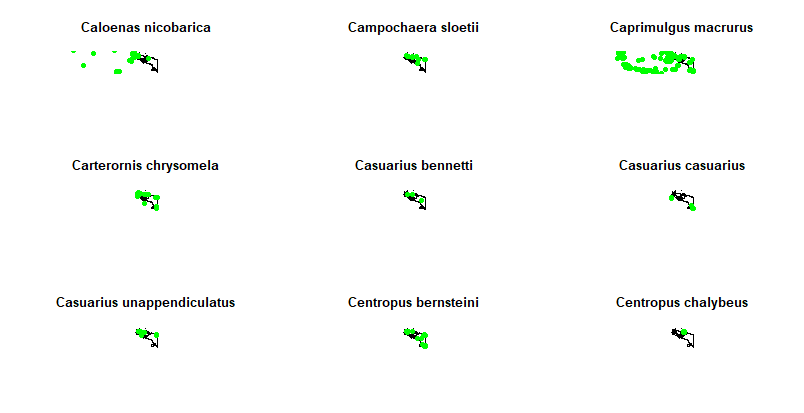 Caloenas nicobarica
Campochaera sloetii
Caprimulgus macrurus
Carterornis chrysomela
Casuarius bennetti
Casuarius casuarius
Casuarius unappendiculatus
Centropus bernsteini
Centropus chalybeus